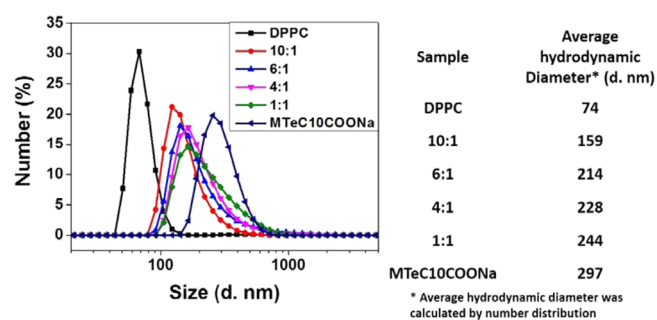 35
30
25
20
15
10
5
0
Number (%)
DPPC
10:1
6:1
4:1
1:1
MTeC10COONa
100
1000
Size (d. nm)
Sample
Average
hydrodynamic
Diameter* (d. nm)
DPPC 74
10:1 159
6:1 214
4:1 228
1:1 244
MTeC10COONa 297
* Average hydrodynamic diameter was
calculated by number distribution